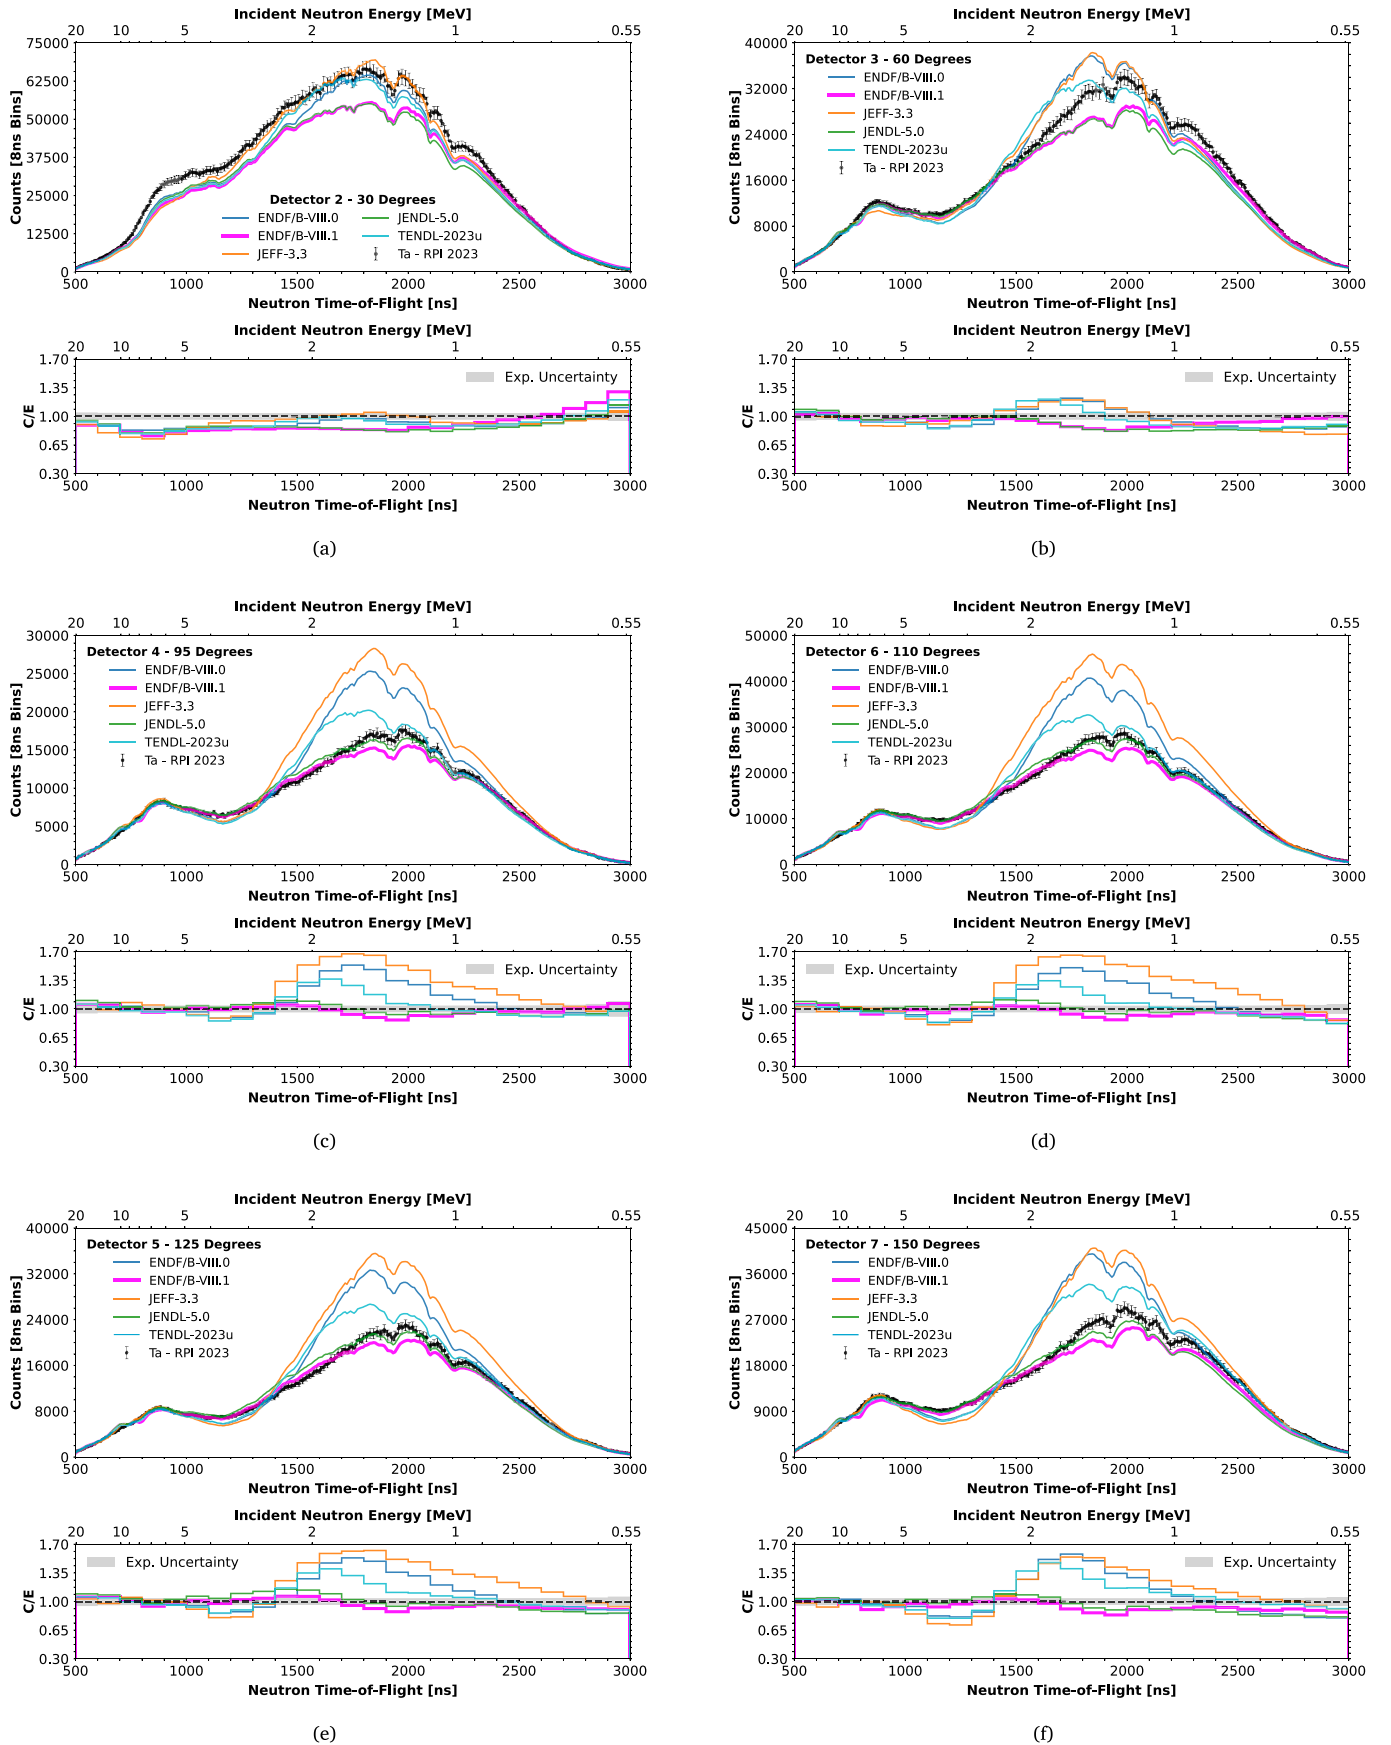 Incident Neutron Energy [MeV]
20 10 5 2 1 0.55
75000
62500
50000
37500
25000
12500
0
Counts [8ns Bins]
Detector 2 - 30 Degrees
ENDF/B-VIII.0
ENDF/B-VIII.1
JEFF-3.3
JENDL-5.0
TENDL-2023u
Ta - RPI 2023
500 1000 1500 2000 2500 3000
Neutron Time-of-Flight [ns]
Incident Neutron Energy [MeV]
20 10 5 2 1 0.55
1.70
1.35
1.00
0.65
0.30
C/E
Exp. Uncertainty
500 1000 1500 2000 2500 3000
Neutron Time-of-Flight [ns]
(a)
Incident Neutron Energy [MeV]
20 10 5 2 1 0.55
40000
34000
28000
22000
16000
8000
0
Counts [8ns Bins]
Detector 3 - 60 Degrees
ENDF/B-VIII.0
ENDF/B-VIII.1
JEFF-3.3
JENDL-5.0
TENDL-2023u
Ta - RPI 2023
500 1000 1500 2000 2500 3000
Neutron Time-of-Flight [ns]
Incident Neutron Energy [MeV]
20 10 5 2 1 0.55
1.70
1.35
1.00
0.65
0.30
C/E
Exp. Uncertainty
500 1000 1500 2000 2500 3000
Neutron Time-of-Flight [ns]
(b)
Incident Neutron Energy [MeV]
20 10 5 2 1 0.55
30000
25000
20000
15000
10000
5000
0
Counts [8ns Bins]
Detector 4 - 95 Degrees
ENDF/B-VIII.0
ENDF/B-VIII.1
JEFF-3.3
JENDL-5.0
TENDL-2023u
Ta - RPI 2023
500 1000 1500 2000 2500 3000
Neutron Time-of-Flight [ns]
Incident Neutron Energy [MeV]
20 10 5 2 1 0.55
1.70
1.35
1.00
0.65
0.30
C/E
Exp. Uncertainty
500 1000 1500 2000 2500 3000
Neutron Time-of-Flight [ns]
(c)
Incident Neutron Energy [MeV]
20 10 5 2 1 0.55
50000
40000
30000
20000
10000
0
Counts [8ns Bins]
Detector 6 - 110 Degrees
ENDF/B-VIII.0
ENDF/B-VIII.1
JEFF-3.3
JENDL-5.0
TENDL-2023u
Ta - RPI 2023
500 1000 1500 2000 2500 3000
Neutron Time-of-Flight [ns]
Incident Neutron Energy [MeV]
20 10 5 2 1 0.55
1.70
1.35
1.00
0.65
0.30
C/E
Exp. Uncertainty
500 1000 1500 2000 2500 3000
Neutron Time-of-Flight [ns]
(d)
Incident Neutron Energy [MeV]
20 10 5 2 1 0.55
40000
32000
24000
16000
8000
0
Counts [8ns Bins]
Detector 5 - 125 Degrees
ENDF/B-VIII.0
ENDF/B-VIII.1
JEFF-3.3
JENDL-5.0
TENDL-2023u
Ta - RPI 2023
500 1000 1500 2000 2500 3000
Neutron Time-of-Flight [ns]
Incident Neutron Energy [MeV]
20 10 5 2 1 0.55
1.70
1.35
1.00
0.65
0.30
C/E
Exp. Uncertainty
500 1000 1500 2000 2500 3000
Neutron Time-of-Flight [ns]
(e)
Incident Neutron Energy [MeV]
20 10 5 2 1 0.55
45000
36000
27000
18000
9000
0
Counts [8ns Bins]
Detector 7 - 150 Degrees
ENDF/B-VIII.0
ENDF/B-VIII.1
JEFF-3.3
JENDL-5.0
TENDL-2023u
Ta - RPI 2023
500 1000 1500 2000 2500 3000
Neutron Time-of-Flight [ns]
Incident Neutron Energy [MeV]
20 10 5 2 1 0.55
1.70
1.35
1.00
0.65
0.30
C/E
Exp. Uncertainty
500 1000 1500 2000 2500 3000
Neutron Time-of-Flight [ns]
(f)